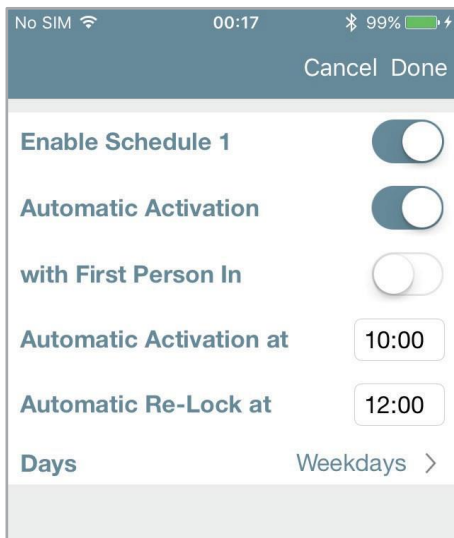 No SIM 00:17 99%
Cancel Done
Enable Schedule 1
Automatic Activation
with First Person In
Automatic Activation at 10:00
Automatic Re-Lock at 12:00
Days Weekdays >